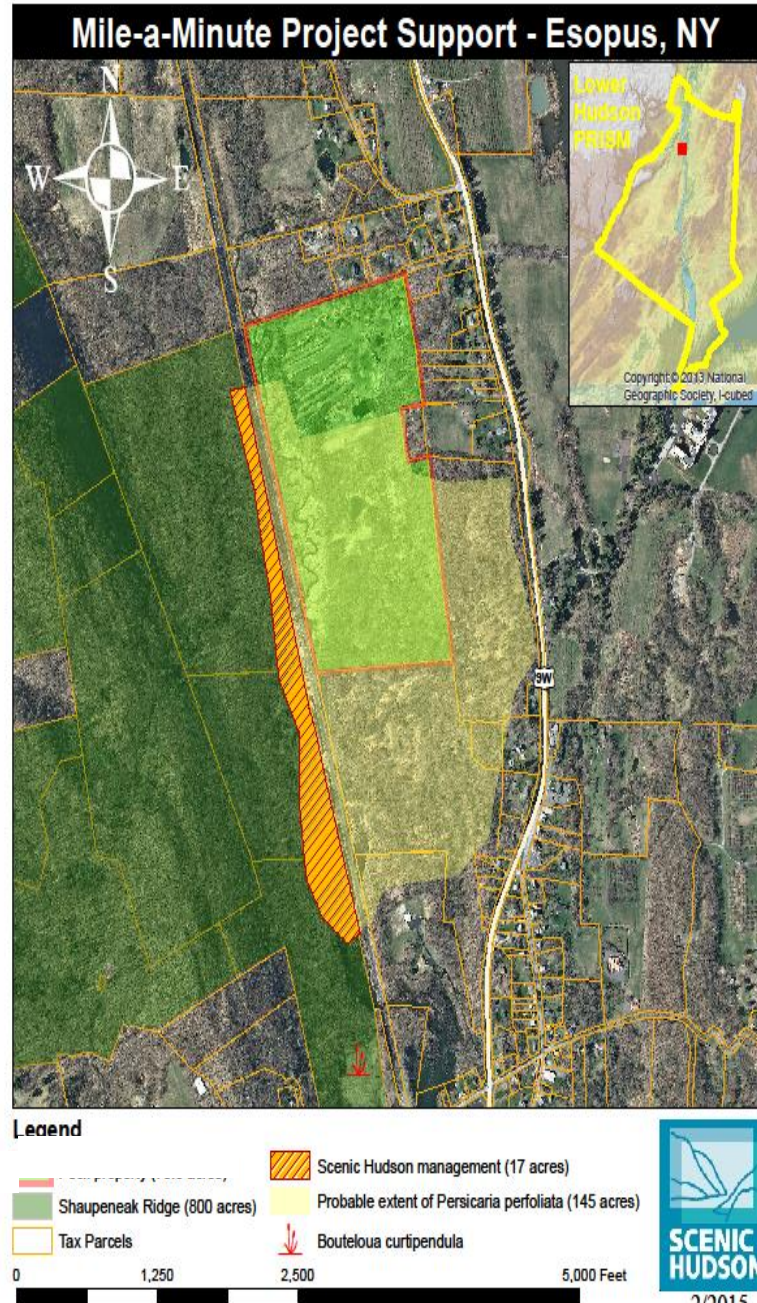 Mile-a-Minute Project Support - Esopus, NY
N
W E
S
Lower
Hudson
PRISM
Copyright:© 2013 National
Geographic Society, i-cubed
9W
Legend
Shaupeneak Ridge (800 acres)
Tax Parcels
Scenic Hudson management (17 acres)
Probable extent of Persicaria perfoliata (145 acres)
Bouteloua curtipendula
0 1,250 2,500 5,000 Feet
SCENIC
HUDSON
2/2015